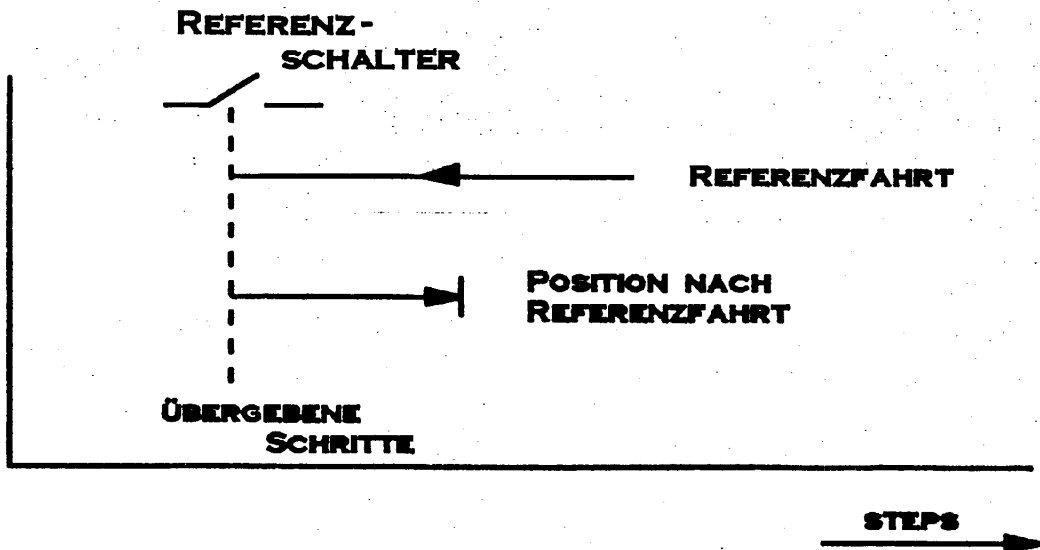 REFERENZ-
SCHALTER
REFERENZFAHRT
POSITION NACH
REFERENZFAHRT
ÜBERGEBENE
SCHRITTE
STEPS